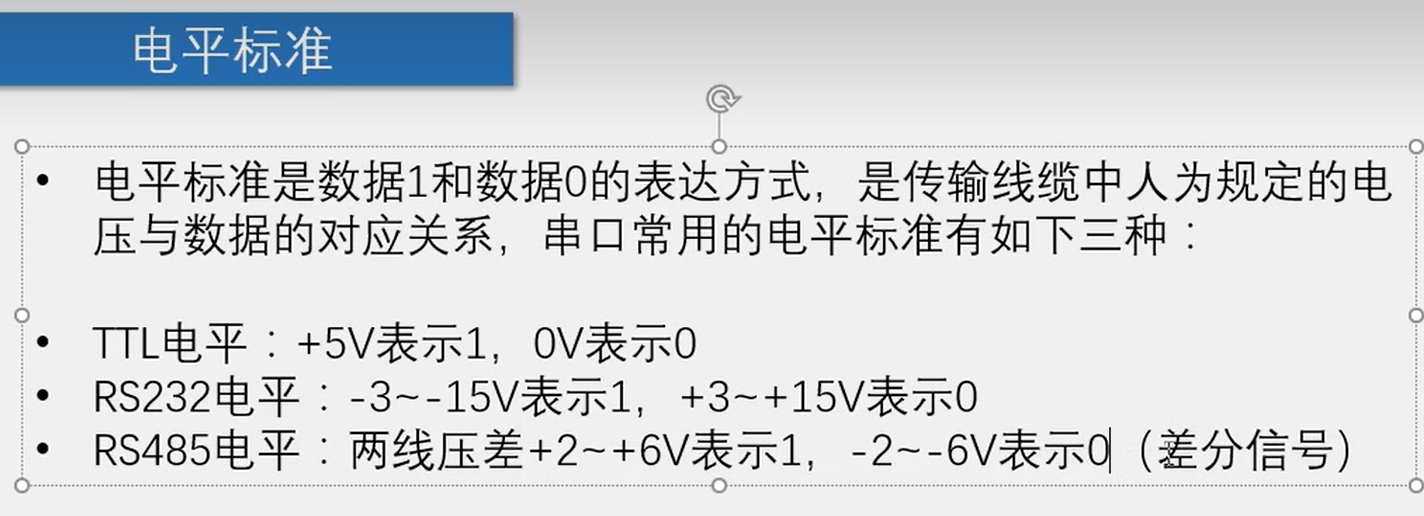 电平标准
• 电平标准是数据1和数据0的表达方式，是传输线缆中人为规定的电
压与数据的对应关系，串口常用的电平标准有如下三种：
• TTL电平：+5V表示1，0V表示0
• RS232电平：-3~-15V表示1，+3~+15V表示0
• RS485电平：两线压差+2~+6V表示1，-2~-6V表示0（差分信号）